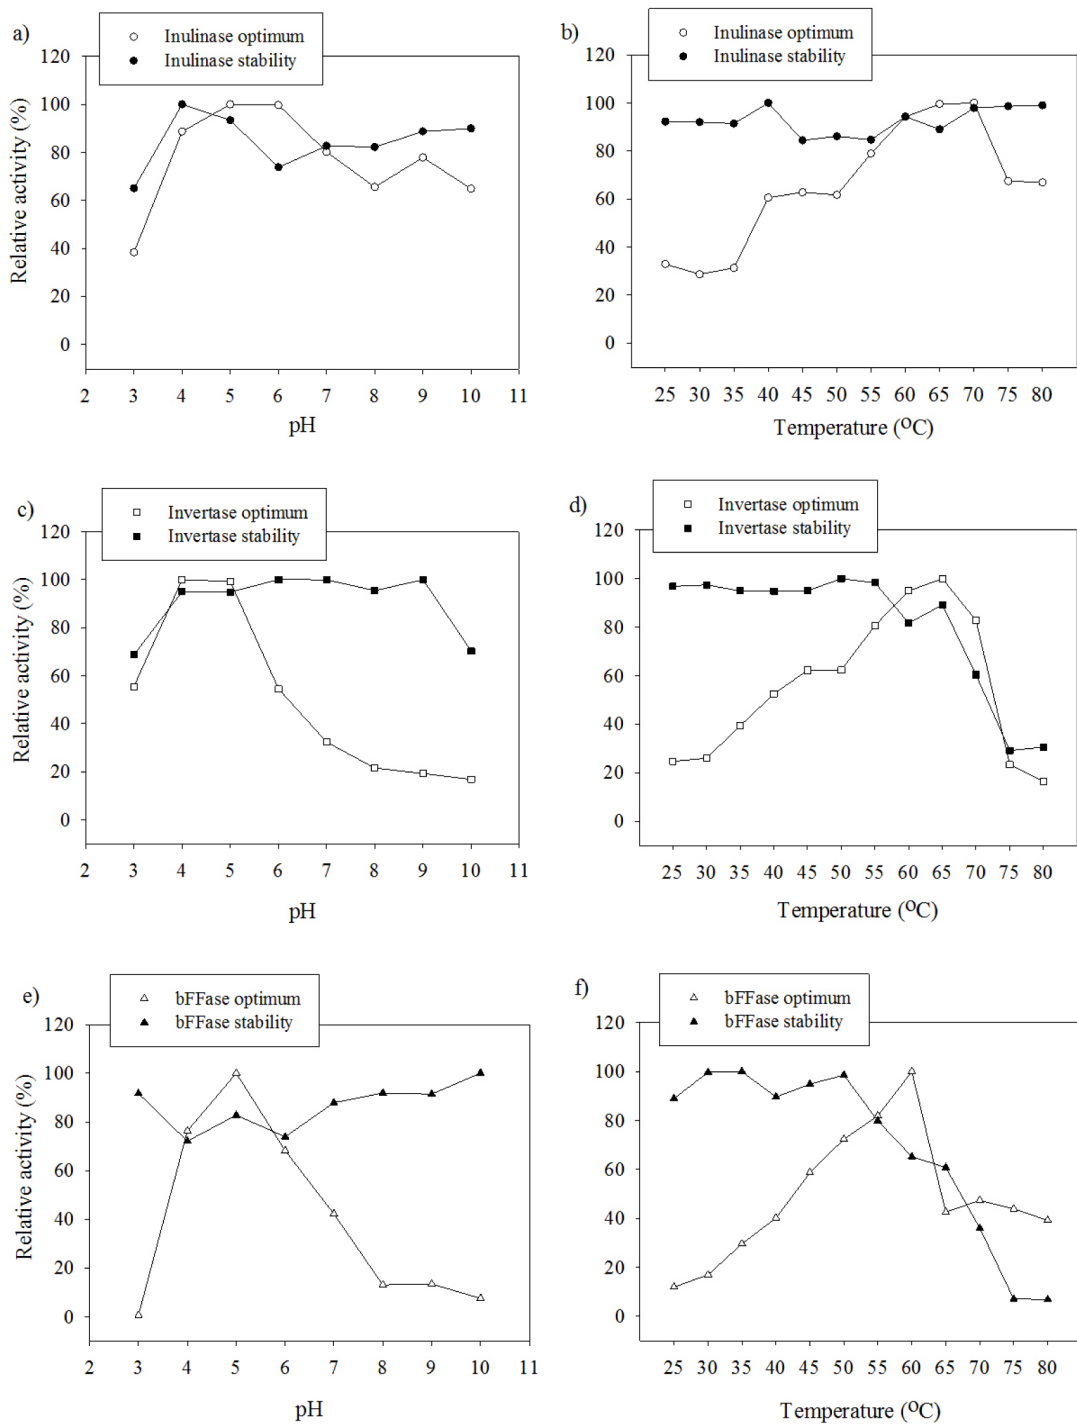 a)
Inulinase optimum
Inulinase stability
120
100
80
60
40
20
0
Relative activity (%)
2 3 4 5 6 7 8 9 10 11
pH
b)
Inulinase optimum
Inulinase stability
120
100
80
60
40
20
0
25 30 35 40 45 50 55 60 65 70 75 80
Temperature (ºC)
c)
Invertase optimum
Invertase stability
120
100
80
60
40
20
0
Relative activity (%)
2 3 4 5 6 7 8 9 10 11
pH
d)
Invertase optimum
Invertase stability
120
100
80
60
40
20
0
25 30 35 40 45 50 55 60 65 70 75 80
Temperature (ºC)
e)
bFFase optimum
bFFase stability
120
100
80
60
40
20
0
Relative activity (%)
2 3 4 5 6 7 8 9 10 11
pH
f)
bFFase optimum
bFFase stability
120
100
80
60
40
20
0
25 30 35 40 45 50 55 60 65 70 75 80
Temperature (ºC)